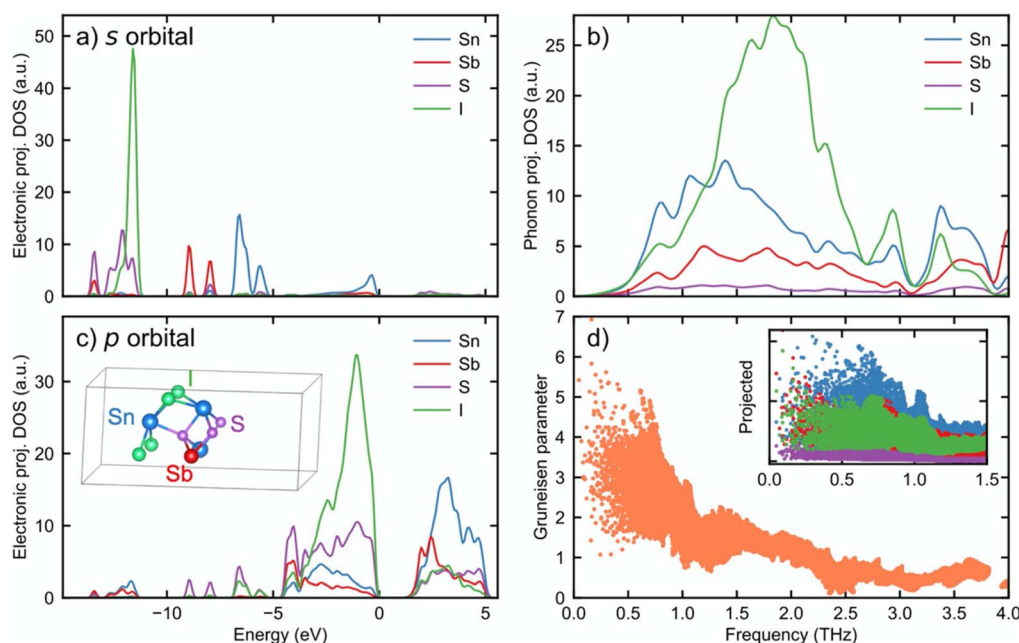 a) s orbital
Sn
Sb
S
I
Electronic proj. DOS (a.u.)
50
40
30
20
10
0
b)
Sn
Sb
S
I
Phonon proj. DOS (a.u.)
25
20
15
10
5
0
c) p orbital
Sn
Sb
S
I
I
Sn
S
Sb
Electronic proj. DOS (a.u.)
30
20
10
0
−10
−5
0
5
Energy (eV)
d)
Projected
0.5
1.0
1.5
Gruneisen parameter
7
6
5
4
3
2
1
0
0.0
0.5
1.0
1.5
2.0
2.5
3.0
3.5
4.0
Frequency (THz)